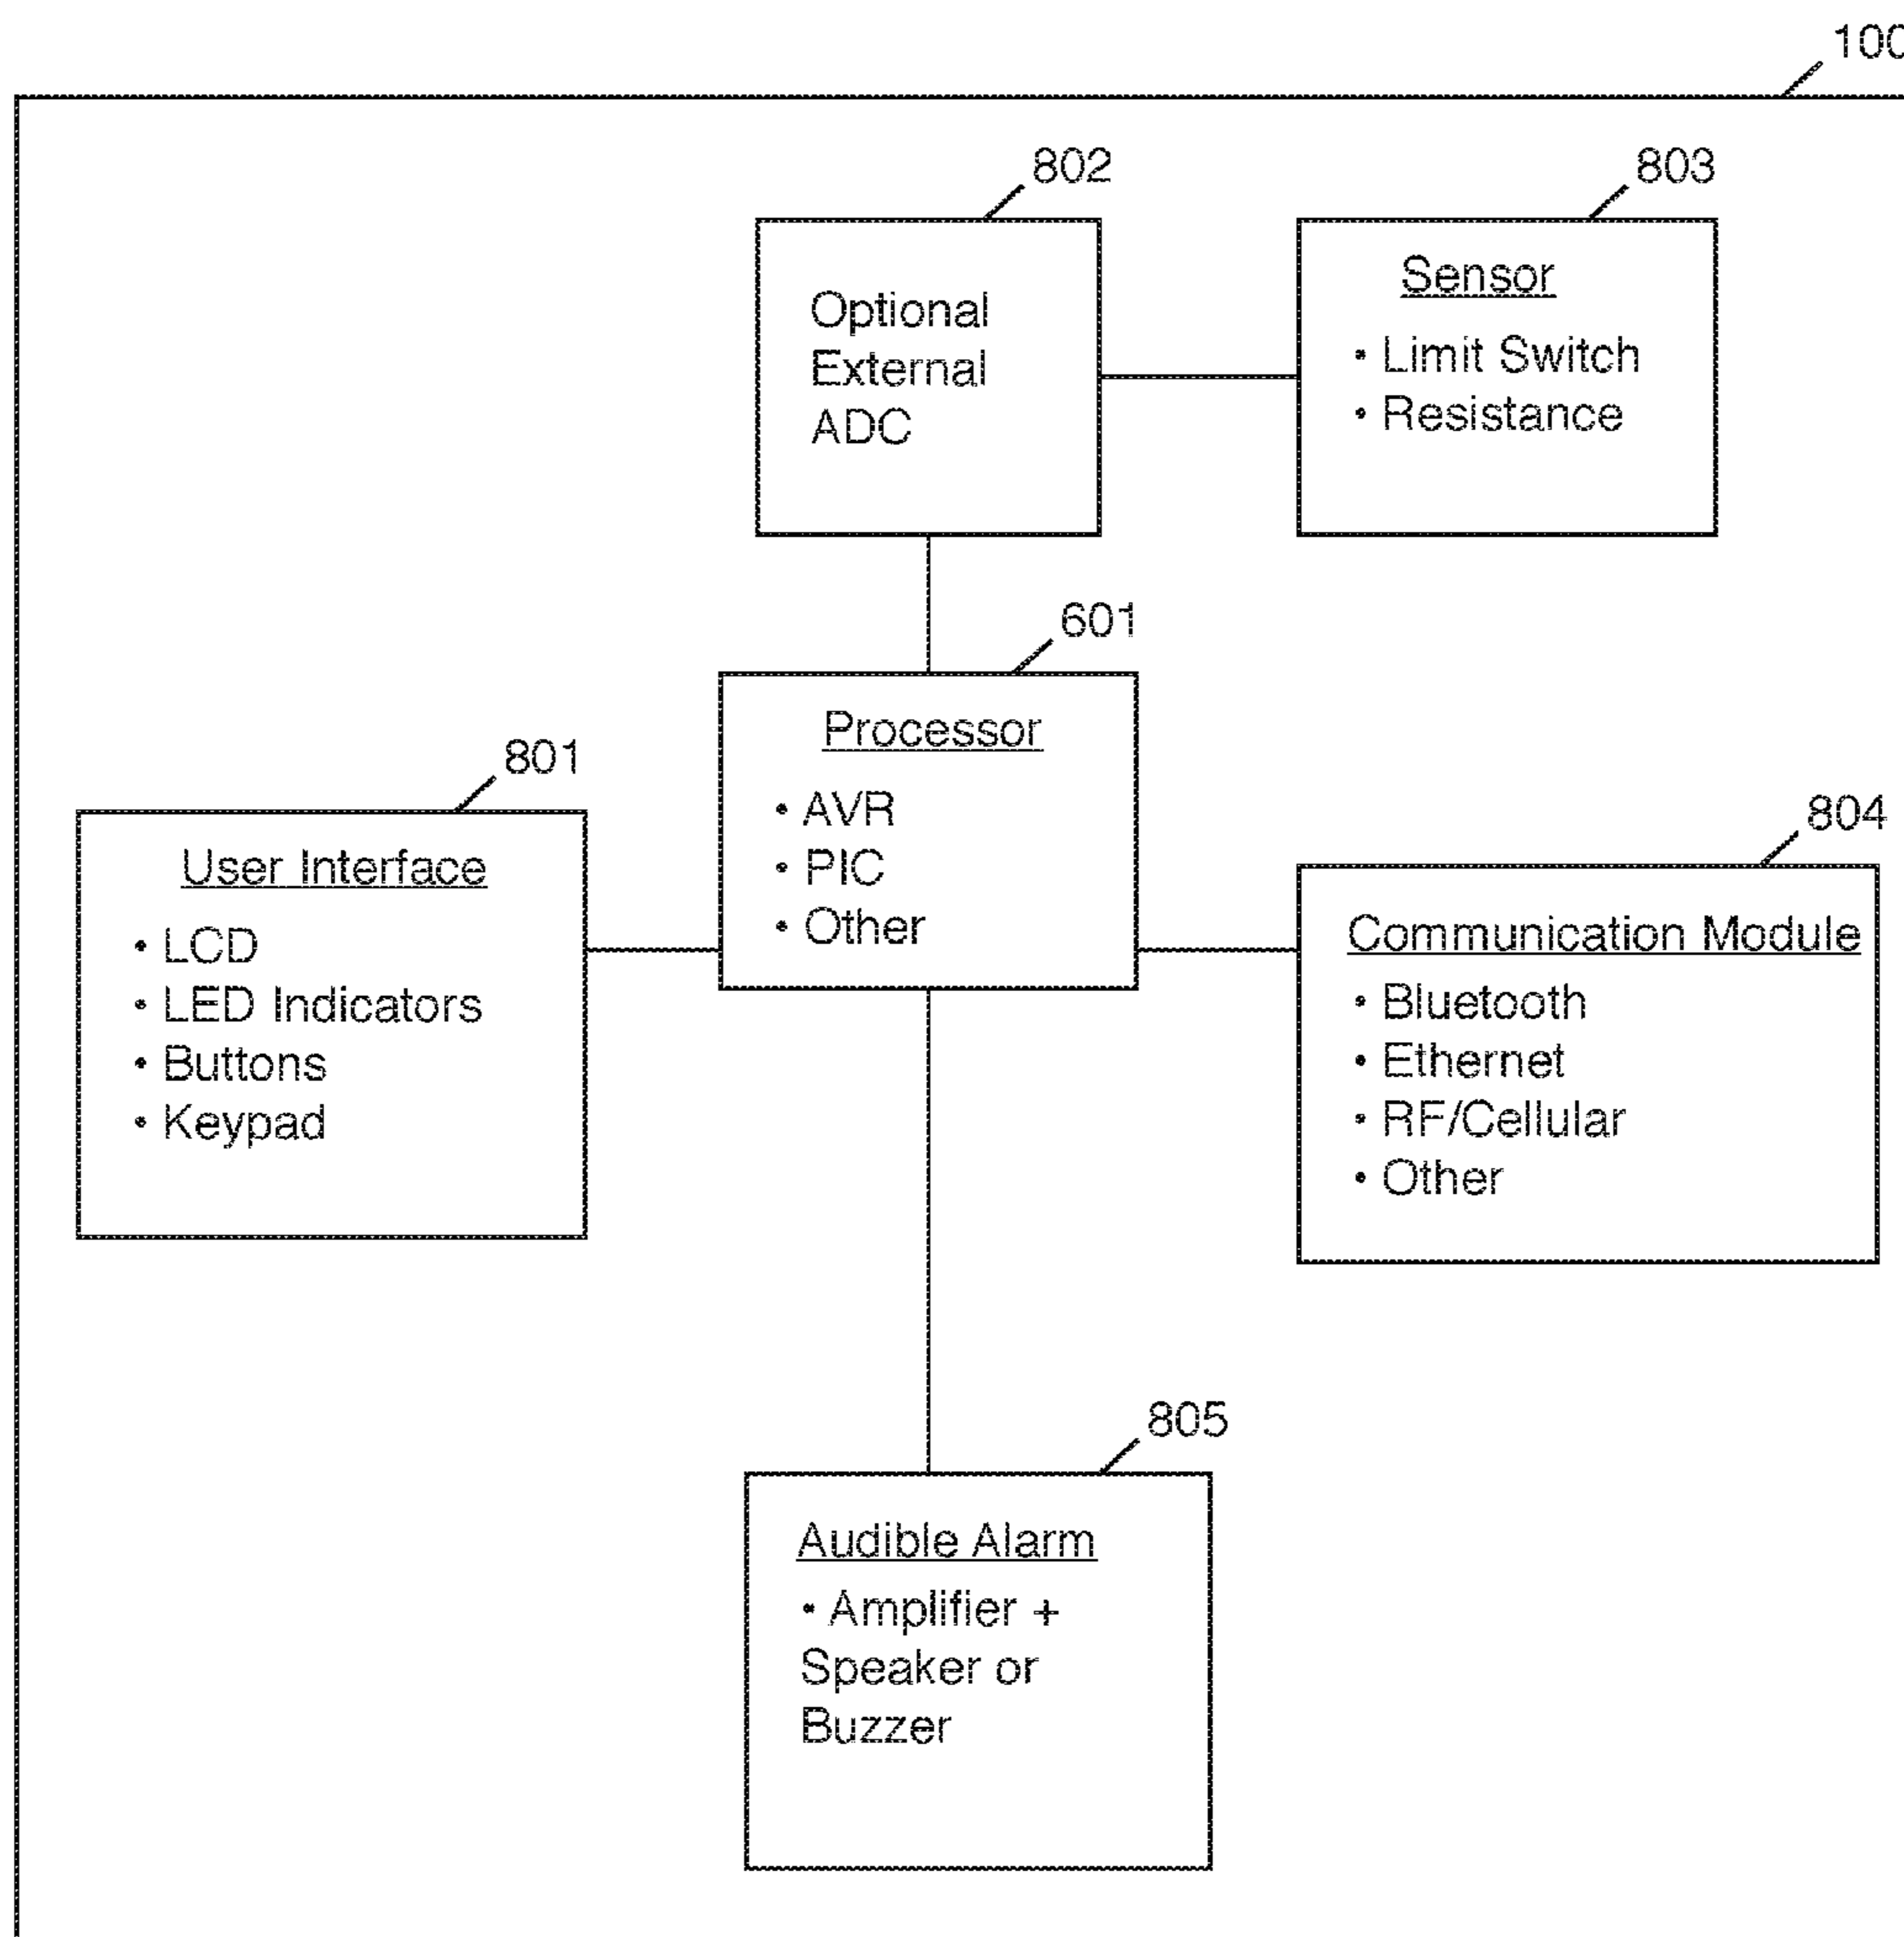 100
802
803
Optional
External
ADC
Sensor
• Limit Switch
• Resistance
601
Processor
• AVR
• PIC
• Other
801
User Interface
• LCD
• LED Indicators
• Buttons
• Keypad
804
Communication Module
• Bluetooth
• Ethernet
• RF/Cellular
• Other
805
Audible Alarm
• Amplifier +
Speaker or
Buzzer